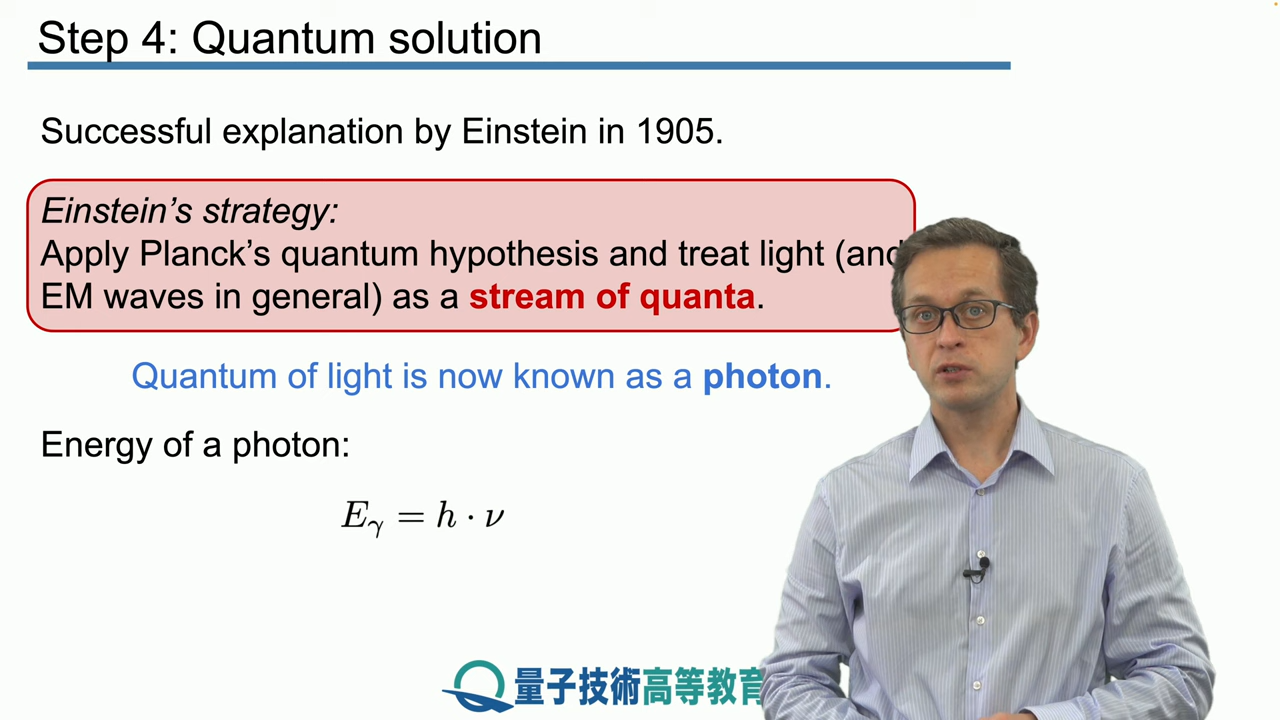 Step 4: Quantum solution
Successful explanation by Einstein in 1905.
Einstein's strategy:
Apply Planck's quantum hypothesis and treat light (and
EM waves in general) as a stream of quanta.
Quantum of light is now known as a photon.
Energy of a photon:
E_γ = h · ν
量子技術高等教育